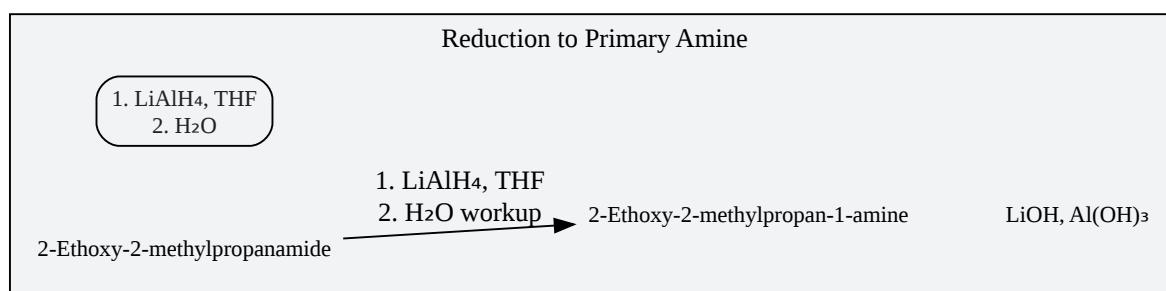 Reduction to Primary Amine
1. LiAlH₄, THF
2. H₂O
1. LiAlH₄, THF
2. H₂O workup
2-Ethoxy-2-methylpropan-1-amine
LiOH, Al(OH)₃
2-Ethoxy-2-methylpropanamide